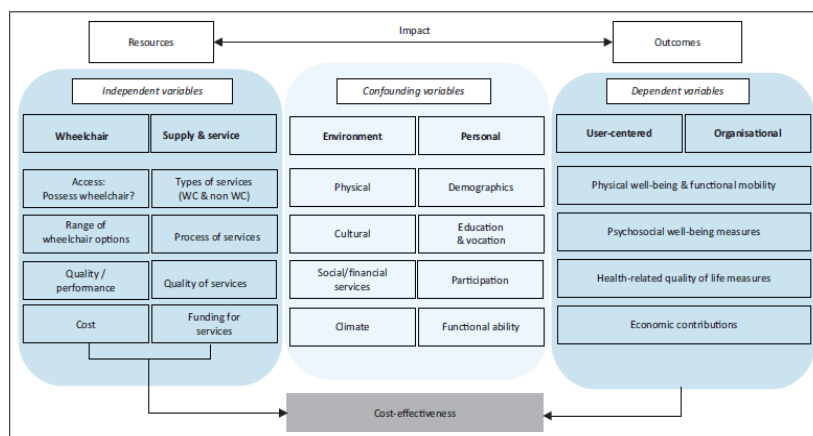 Resources
Impact
Outcomes
Independent variables
Confounding variables
Dependent variables
Wheelchair
Supply & service
Environment
Personal
User-centered
Organisational
Access:
Possess wheelchair?
Types of services
(WC & non WC)
Physical
Demographics
Physical well-being & functional mobility
Range of
wheelchair options
Process of services
Cultural
Education
& vocation
Psychosocial well-being measures
Quality /
performance
Quality of services
Social/financial
services
Participation
Health-related quality of life measures
Cost
Funding for
services
Climate
Functional ability
Economic contributions
Cost-effectiveness